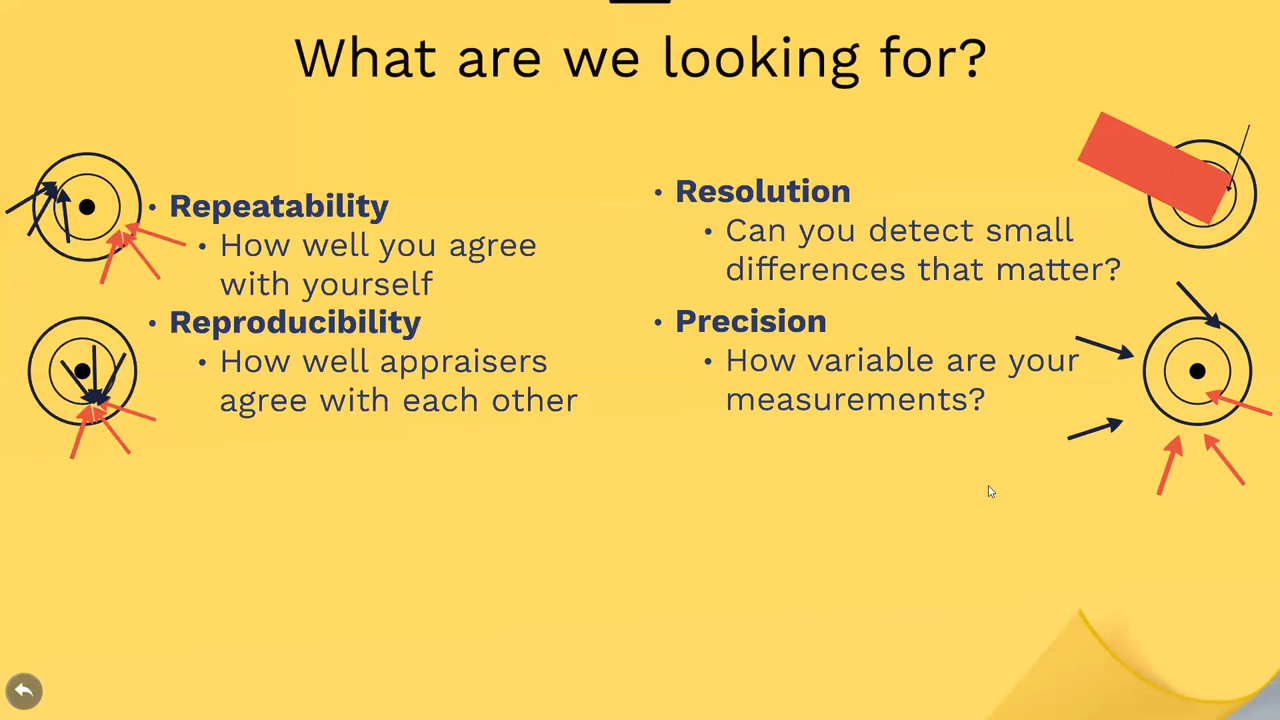 What are we looking for?
• Repeatability
• How well you agree
with yourself
• Reproducibility
• How well appraisers
agree with each other
• Resolution
• Can you detect small
differences that matter?
• Precision
• How variable are your
measurements?